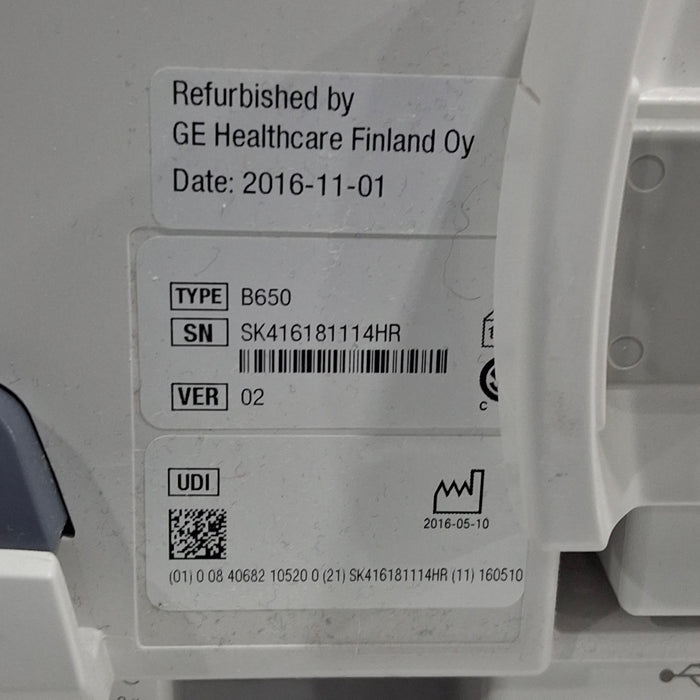 Refurbished by
GE Healthcare Finland Oy
Date: 2016-11-01
TYPE B650
SN SK416181114HR
VER 02
C
UDI
2016-05-10
(01) 0 08 40682 10520 0 (21) SK416181114HR (11) 160510